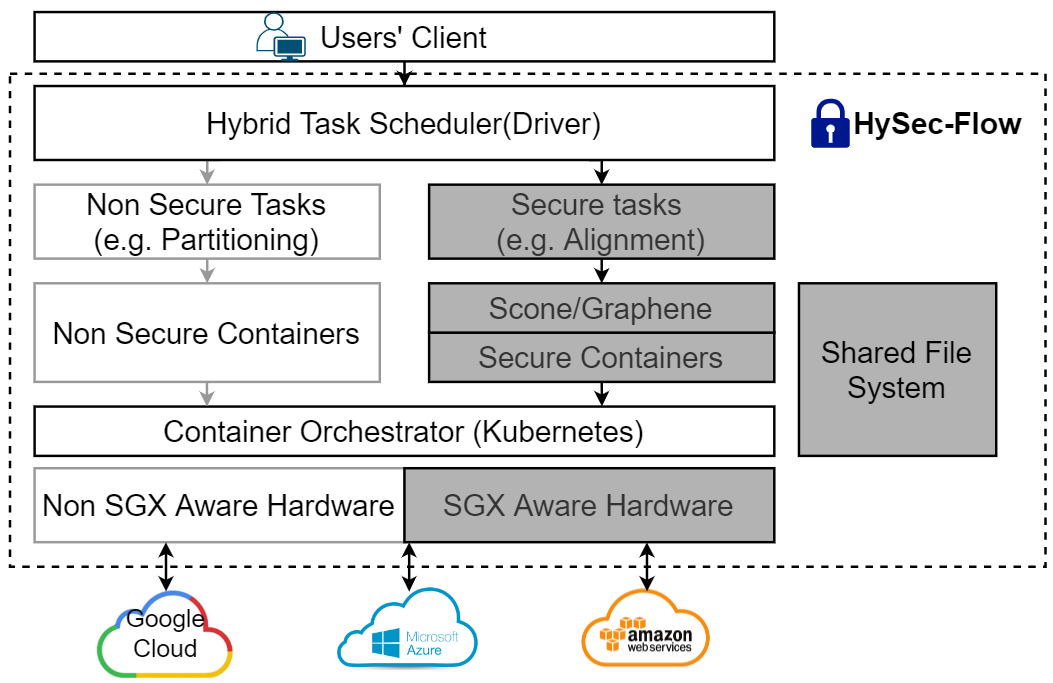 Users' Client
Hybrid Task Scheduler(Driver)
HySec-Flow
Non Secure Tasks
(e.g. Partitioning)
Secure tasks
(e.g. Alignment)
Non Secure Containers
Scone/Graphene
Secure Containers
Shared File
System
Container Orchestrator (Kubernetes)
Non SGX Aware Hardware
SGX Aware Hardware
Google
Cloud
Microsoft
Azure
amazon
web services